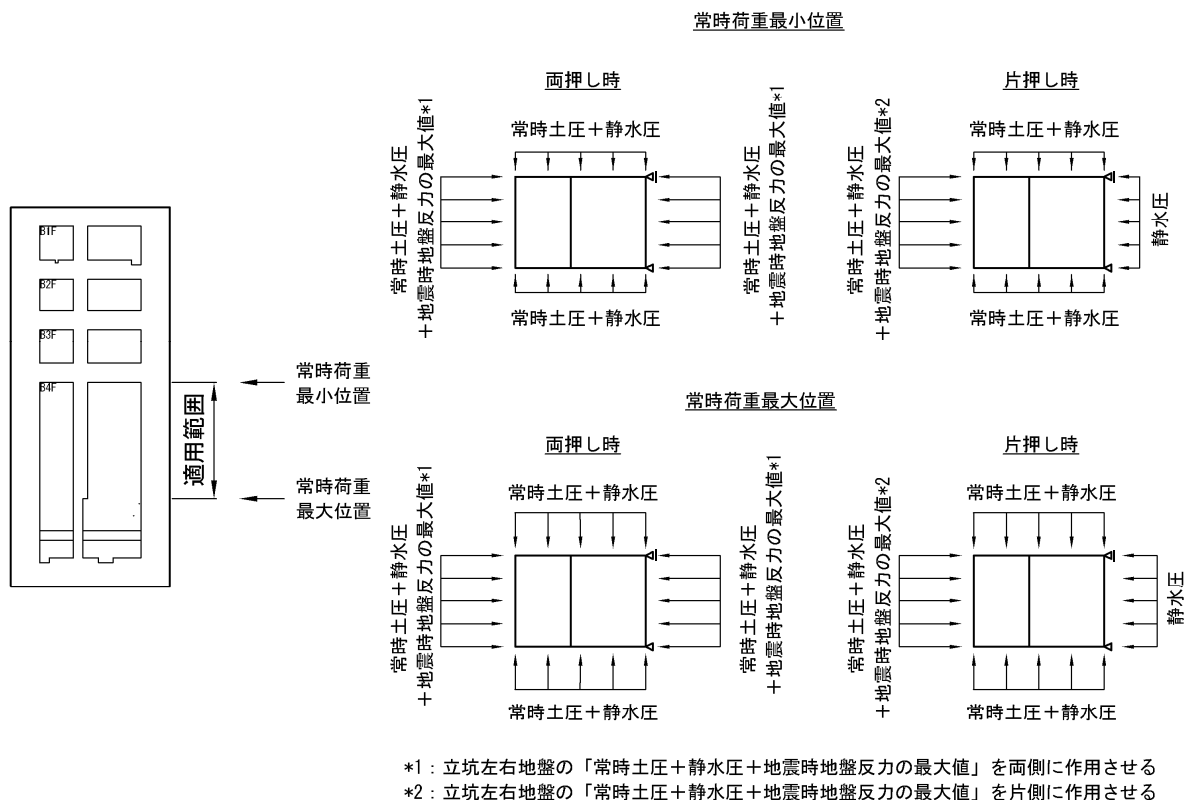 常時荷重最小位置
両押し時
常時土圧＋静水圧
＋地震時地盤反力の最大値*1
常時土圧＋静水圧
常時土圧＋静水圧
＋地震時地盤反力の最大値*1
常時土圧＋静水圧
片押し時
常時土圧＋静水圧
＋地震時地盤反力の最大値*2
常時土圧＋静水圧
静水圧
常時土圧＋静水圧
B1F
B2F
B3F
B4F
適用範囲
常時荷重
最小位置
常時荷重
最大位置
常時荷重最大位置
両押し時
常時土圧＋静水圧
＋地震時地盤反力の最大値*1
常時土圧＋静水圧
常時土圧＋静水圧
＋地震時地盤反力の最大値*1
常時土圧＋静水圧
片押し時
常時土圧＋静水圧
＋地震時地盤反力の最大値*2
常時土圧＋静水圧
静水圧
常時土圧＋静水圧
*1：立坑左右地盤の「常時土圧＋静水圧＋地震時地盤反力の最大値」を両側に作用させる
*2：立坑左右地盤の「常時土圧＋静水圧＋地震時地盤反力の最大値」を片側に作用させる